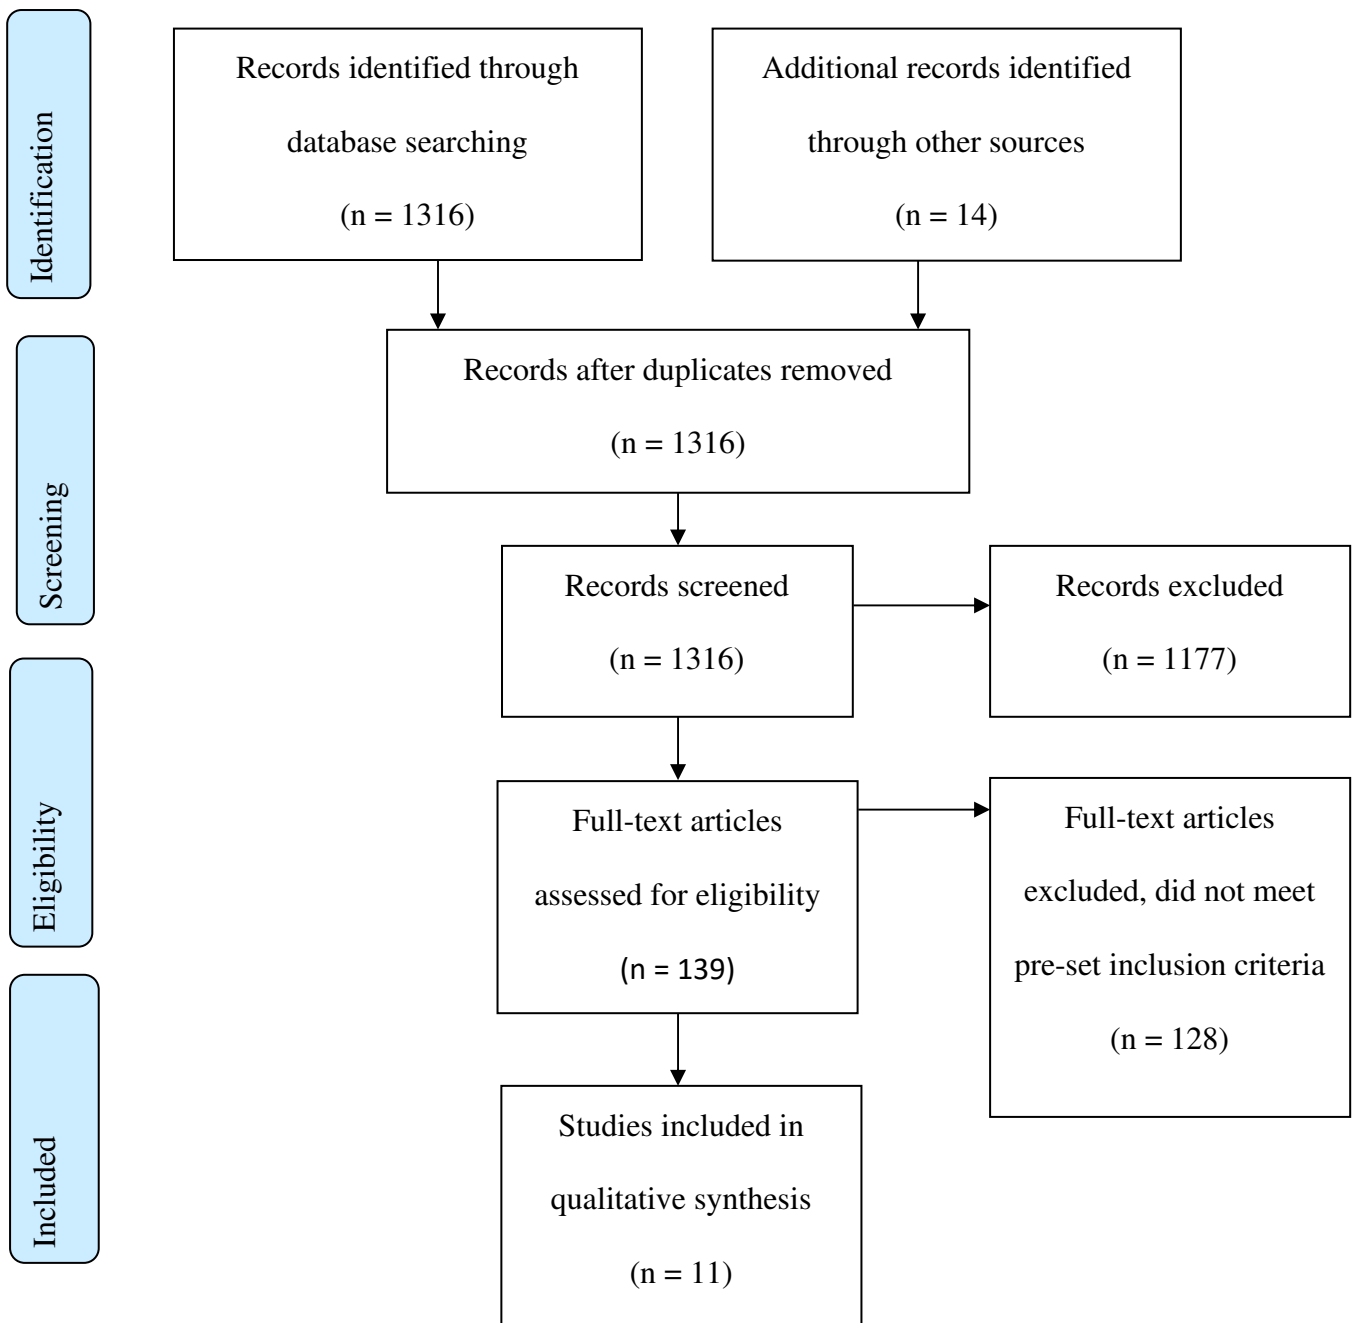 Identification
Records identified through
database searching
(n = 1316)
Additional records identified
through other sources
(n = 14)
Records after duplicates removed
(n = 1316)
Screening
Records screened
(n = 1316)
Records excluded
(n = 1177)
Eligibility
Full-text articles
assessed for eligibility
(n = 139)
Full-text articles
excluded, did not meet
pre-set inclusion criteria
(n = 128)
Included
Studies included in
qualitative synthesis
(n = 11)